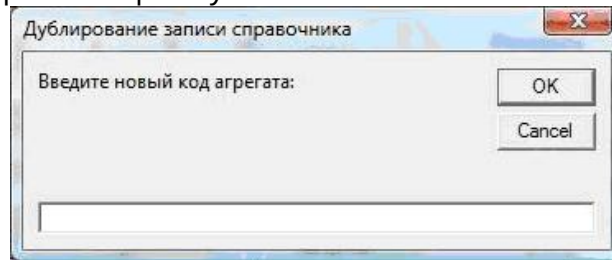 Дублирование записи справочника
Введите новый код агрегата:
OK
Cancel